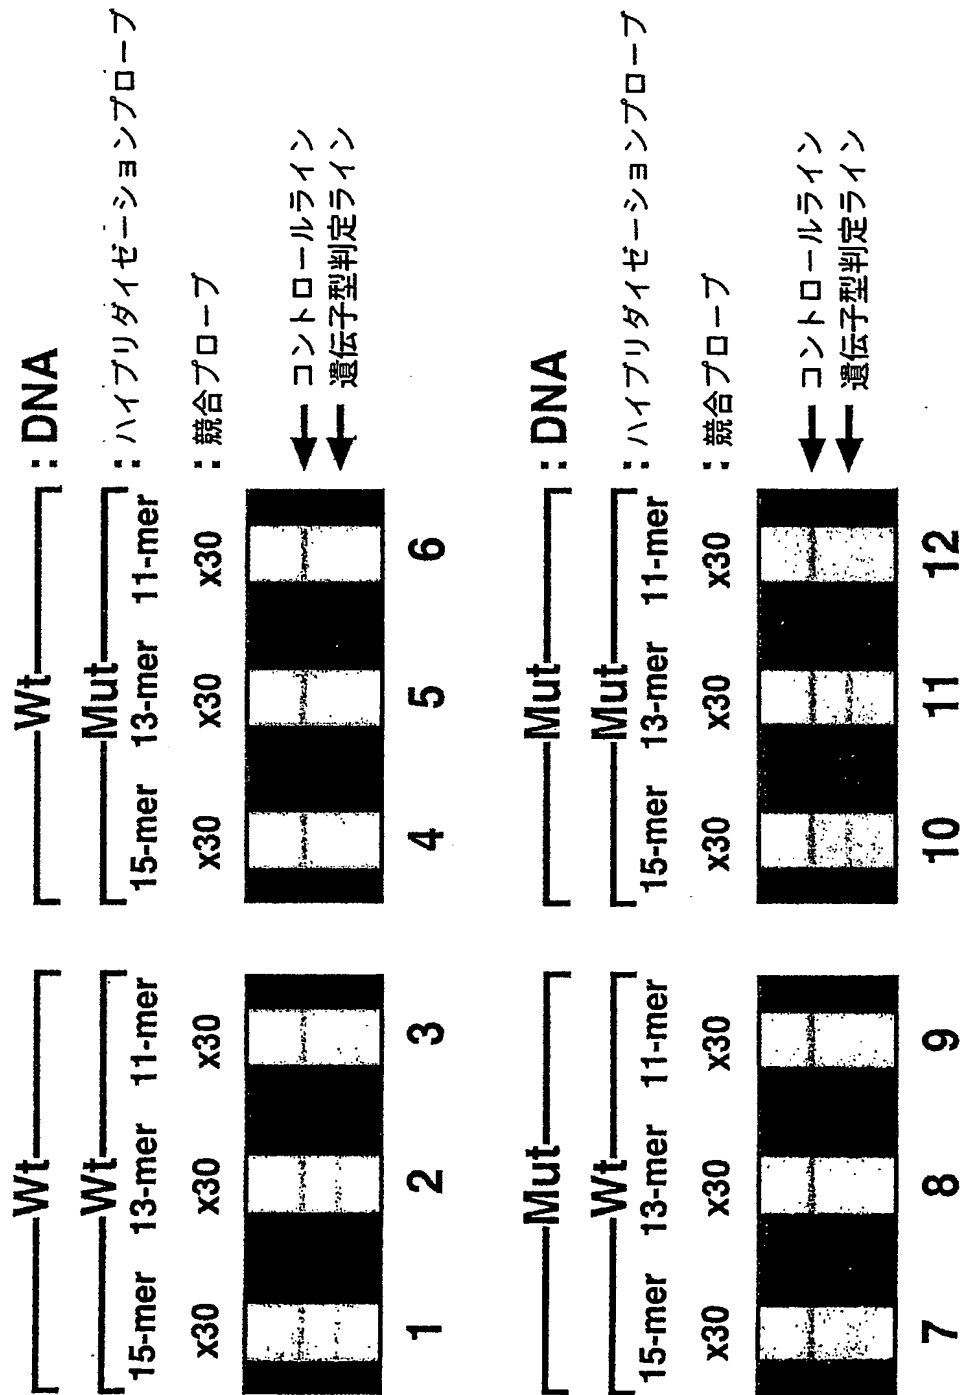 Wt Wt : DNA
Wt Mut : ハイブリダイゼーションプローブ
15-mer 13-mer 11-mer 15-mer 13-mer 11-mer
x30 x30 x30 x30 x30 x30 : 競合プローブ
コントロールライン
遺伝子型判定ライン
1 2 3 4 5 6
Mut Mut : DNA
Wt Mut : ハイブリダイゼーションプローブ
15-mer 13-mer 11-mer 15-mer 13-mer 11-mer
x30 x30 x30 x30 x30 x30 : 競合プローブ
コントロールライン
遺伝子型判定ライン
7 8 9 10 11 12